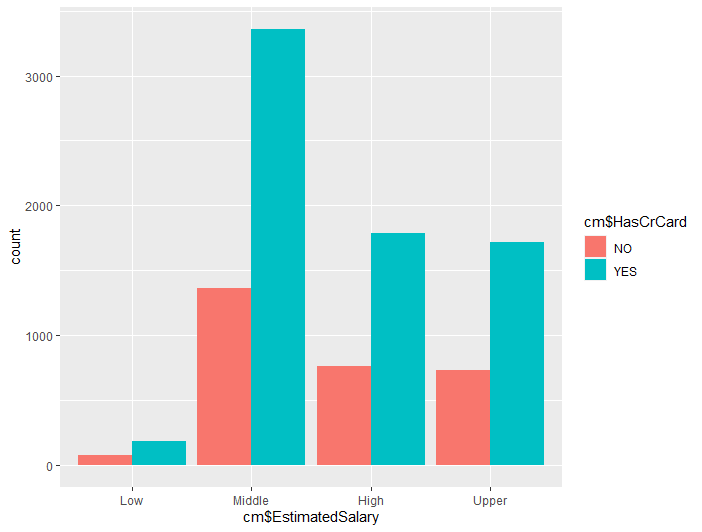 3000
2000
1000
0
count
Low Middle High Upper
cm$EstimatedSalary
cm$HasCrCard
NO
YES